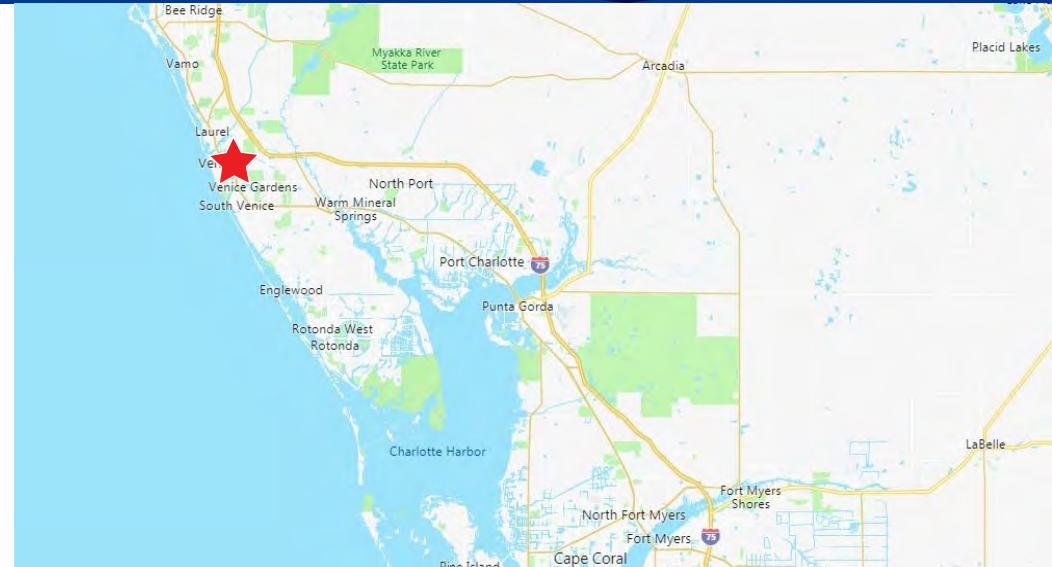 Bee Ridge
Myakka River
State Park
Placid Lakes
Vamo
Arcadia
Laurel
Venice Gardens
North Port
South Venice
Warm Mineral
Springs
Port Charlotte
75
Englewood
Punta Gorda
Rotonda West
Rotonda
Charlotte Harbor
LaBelle
Fort Myers
Shores
North Fort Myers
Fort Myers
75
Cape Coral